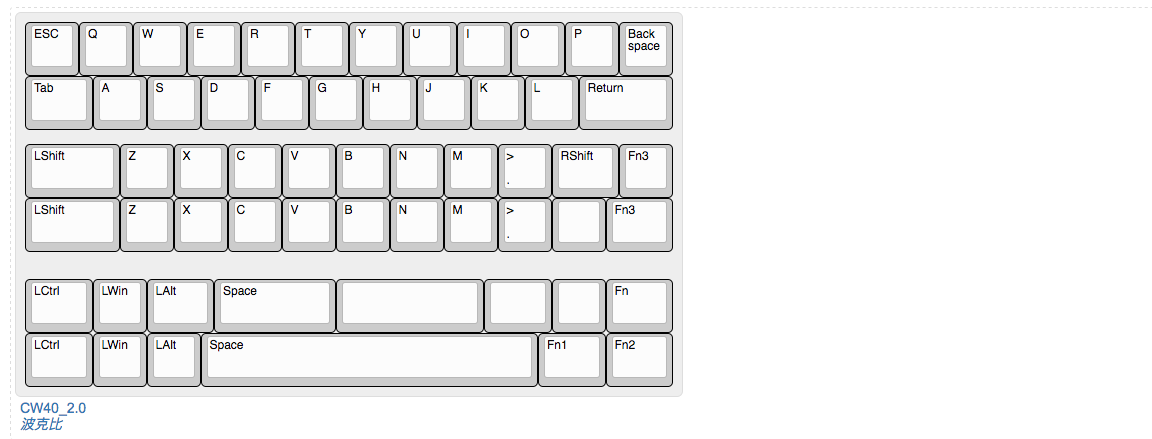 ESC Q W E R T Y U I O P Back
space
Tab A S D F G H J K L Return
LShift Z X C V B N M > RShift Fn3
.
LShift Z X C V B N M > Fn3
.
LCtrl LWin LAlt Space Fn
LCtrl LWin LAlt Space Fn1 Fn2
CW40_2.0
波克比